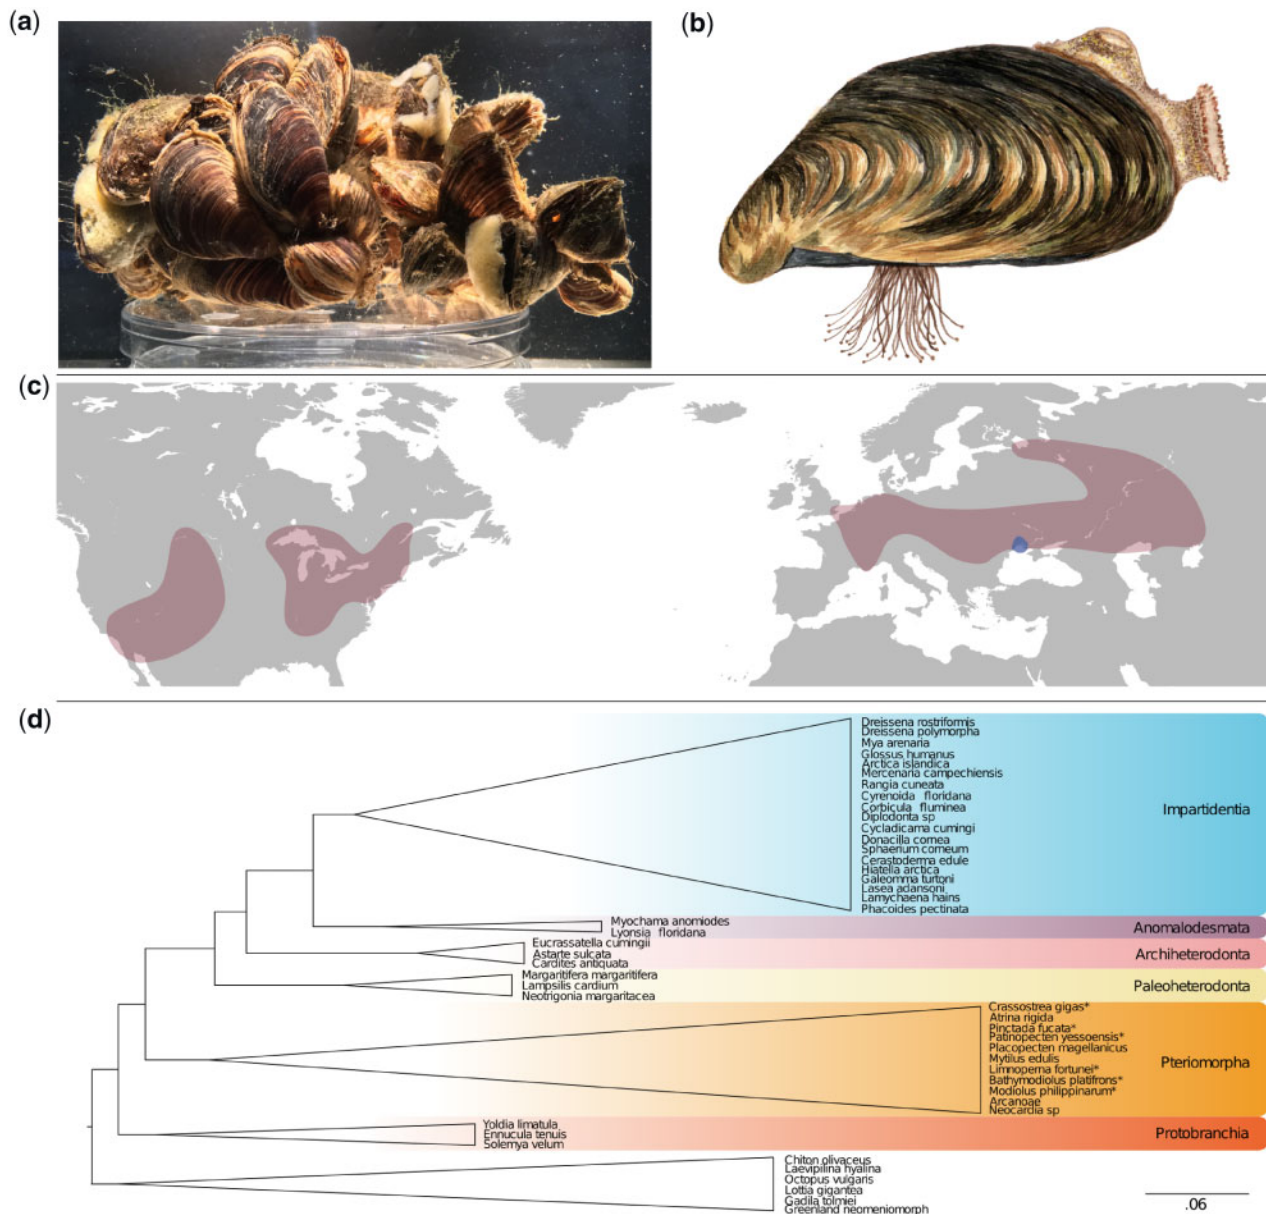 (a)
(b)
(c)
(d)
Dreissena rostriformis
Dreissena polymorpha
Mya arenaria
Glossus humanus
Arctica islandica
Mercenaria campechiensis
Rangia cuneata
Cyrenoida floridana
Corbicula fluminea
Diplodonta sp
Cycladicama cumingi
Donacilla cornea
Sphaerium corneum
Cerastoderma edule
Hiatella arctica
Galeomma turtoni
Lasea adansoni
Lamychaena hains
Phacoides pectinata
Impartidentia
Myochama anomiodes
Lyonsia floridana
Anomalodesmata
Eucrassatella cumingii
Astarte sulcata
Cardites antiquata
Archiheterodonta
Margaritifera margaritifera
Lampsilis cardium
Neotrigonia margaritacea
Paleoheterodonta
Crassostrea gigas*
Atrina rigida
Pinctada fucata*
Patinopecten yessoensis*
Placopecten magellanicus
Mytilus edulis
Limnoperna fortunei*
Bathymodiolus platifrons*
Modiolus philippinarum*
Arcanoae
Neocardia sp
Pteriomorpha
Yoldia limatula
Ennucula tenuis
Solemya velum
Protobranchia
Chiton olivaceus
Laevipilina hyalina
Octopus vulgaris
Lottia gigantea
Gadila tolmiei
Greenland neomeniomorph
.06